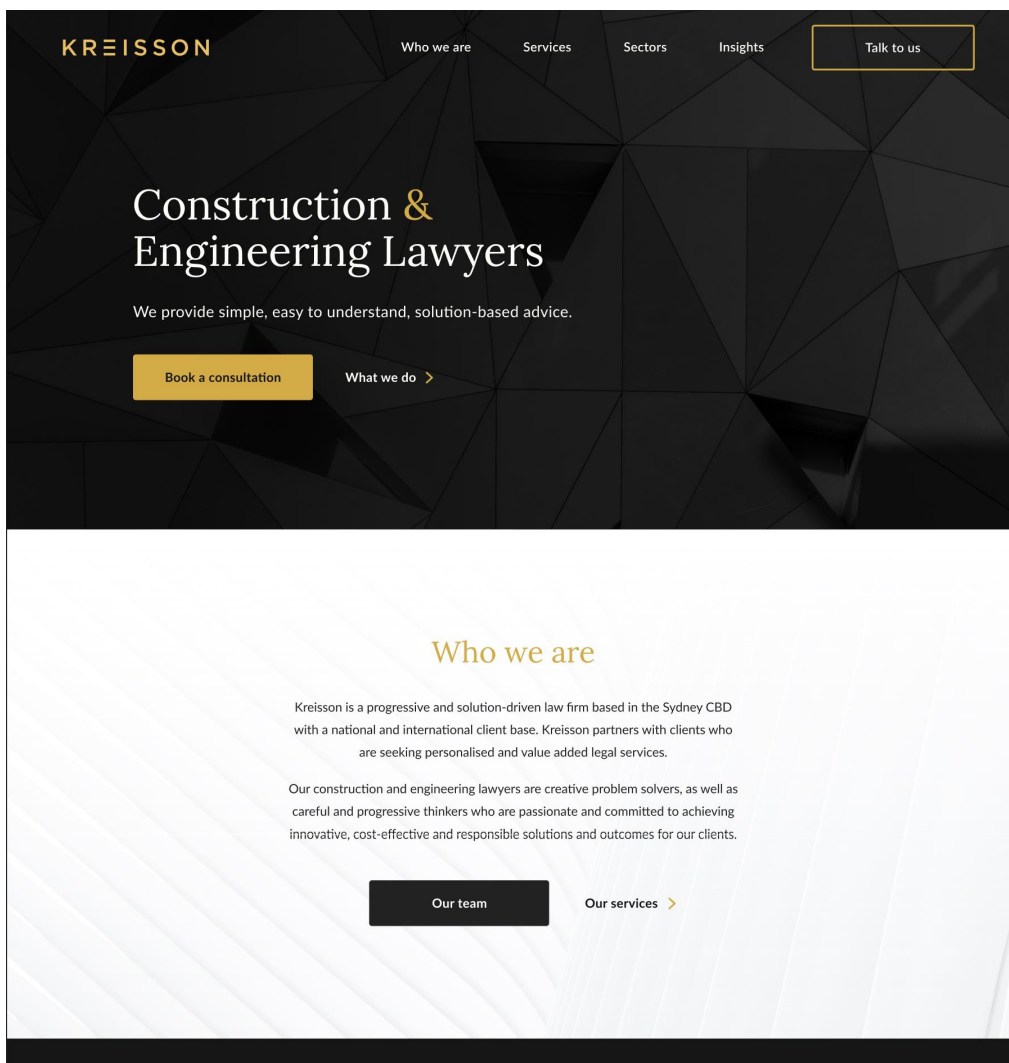 KREISSON
Who we are
Services
Sectors
Insights
Talk to us
Construction &
Engineering Lawyers
We provide simple, easy to understand, solution-based advice.
Book a consultation
What we do
Who we are
Kreisson is a progressive and solution-driven law firm based in the Sydney CBD
with a national and international client base. Kreisson partners with clients who
are seeking personalised and value added legal services.
Our construction and engineering lawyers are creative problem solvers, as well as
careful and progressive thinkers who are passionate and committed to achieving
innovative, cost-effective and responsible solutions and outcomes for our clients.
Our team
Our services